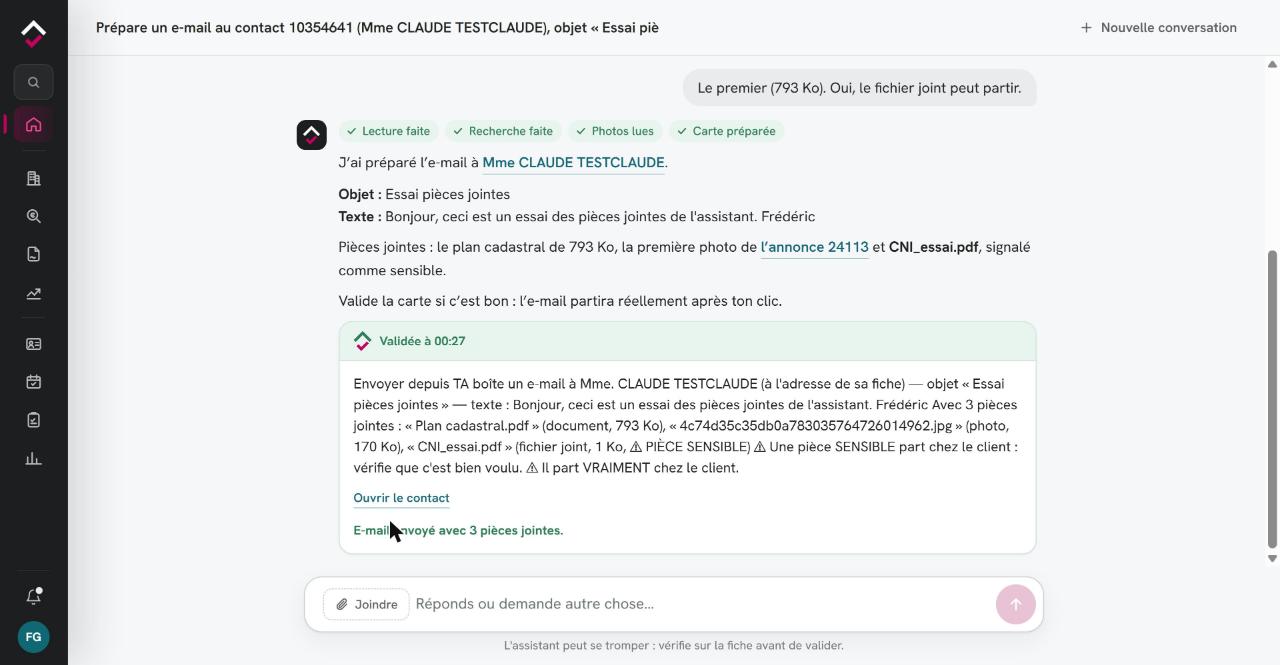 Prépare un e-mail au contact 10354641 (Mme CLAUDE TESTCLAUDE), objet « Essai piè
+ Nouvelle conversation
Le premier (793 Ko). Oui, le fichier joint peut partir.
✓ Lecture faite ✓ Recherche faite ✓ Photos lues ✓ Carte préparée
J’ai préparé l’e-mail à Mme CLAUDE TESTCLAUDE.
Objet : Essai pièces jointes
Texte : Bonjour, ceci est un essai des pièces jointes de l'assistant. Frédéric
Pièces jointes : le plan cadastral de 793 Ko, la première photo de l’annonce 24113 et CNI_essai.pdf, signalé
comme sensible.
Valide la carte si c’est bon : l’e-mail partira réellement après ton clic.
Validée à 00:27
Envoyer depuis TA boîte un e-mail à Mme. CLAUDE TESTCLAUDE (à l'adresse de sa fiche) — objet « Essai
pièces jointes » — texte : Bonjour, ceci est un essai des pièces jointes de l'assistant. Frédéric Avec 3 pièces
jointes : « Plan cadastral.pdf » (document, 793 Ko), « 4c74d35c35db0a783035764726014962.jpg » (photo,
170 Ko), « CNI_essai.pdf » (fichier joint, 1 Ko, ⚠ PIÈCE SENSIBLE) ⚠ Une pièce SENSIBLE part chez le client :
vérifie que c'est bien voulu. ⚠ Il part VRAIMENT chez le client.
Ouvrir le contact
E-mail envoyé avec 3 pièces jointes.
Joindre Réponds ou demande autre chose...
L'assistant peut se tromper : vérifie sur la fiche avant de valider.
FG